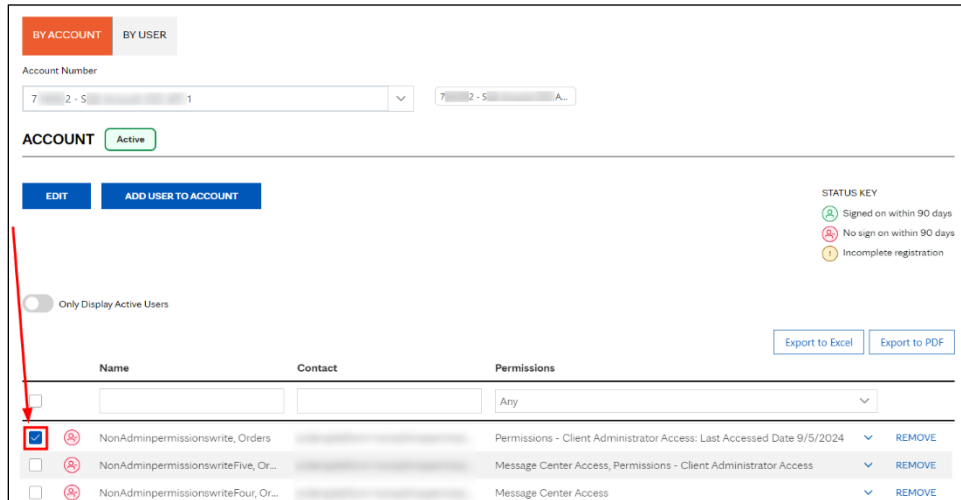 BY ACCOUNT BY USER
Account Number
7 2 - S 1
7 2 - S A...
ACCOUNT Active
EDIT ADD USER TO ACCOUNT
STATUS KEY
Signed on within 90 days
No sign on within 90 days
! Incomplete registration
Only Display Active Users
Export to Excel Export to PDF
Name Contact Permissions
Any
NonAdminpermissionswrite, Orders Permissions - Client Administrator Access: Last Accessed Date 9/5/2024 REMOVE
NonAdminpermissionswriteFive, Or... Message Center Access, Permissions - Client Administrator Access REMOVE
NonAdminpermissionswriteFour, Or... Message Center Access REMOVE